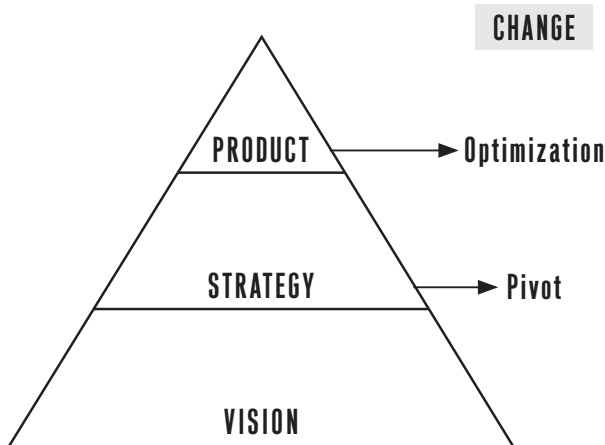 CHANGE
PRODUCT
Optimization
STRATEGY
Pivot
VISION